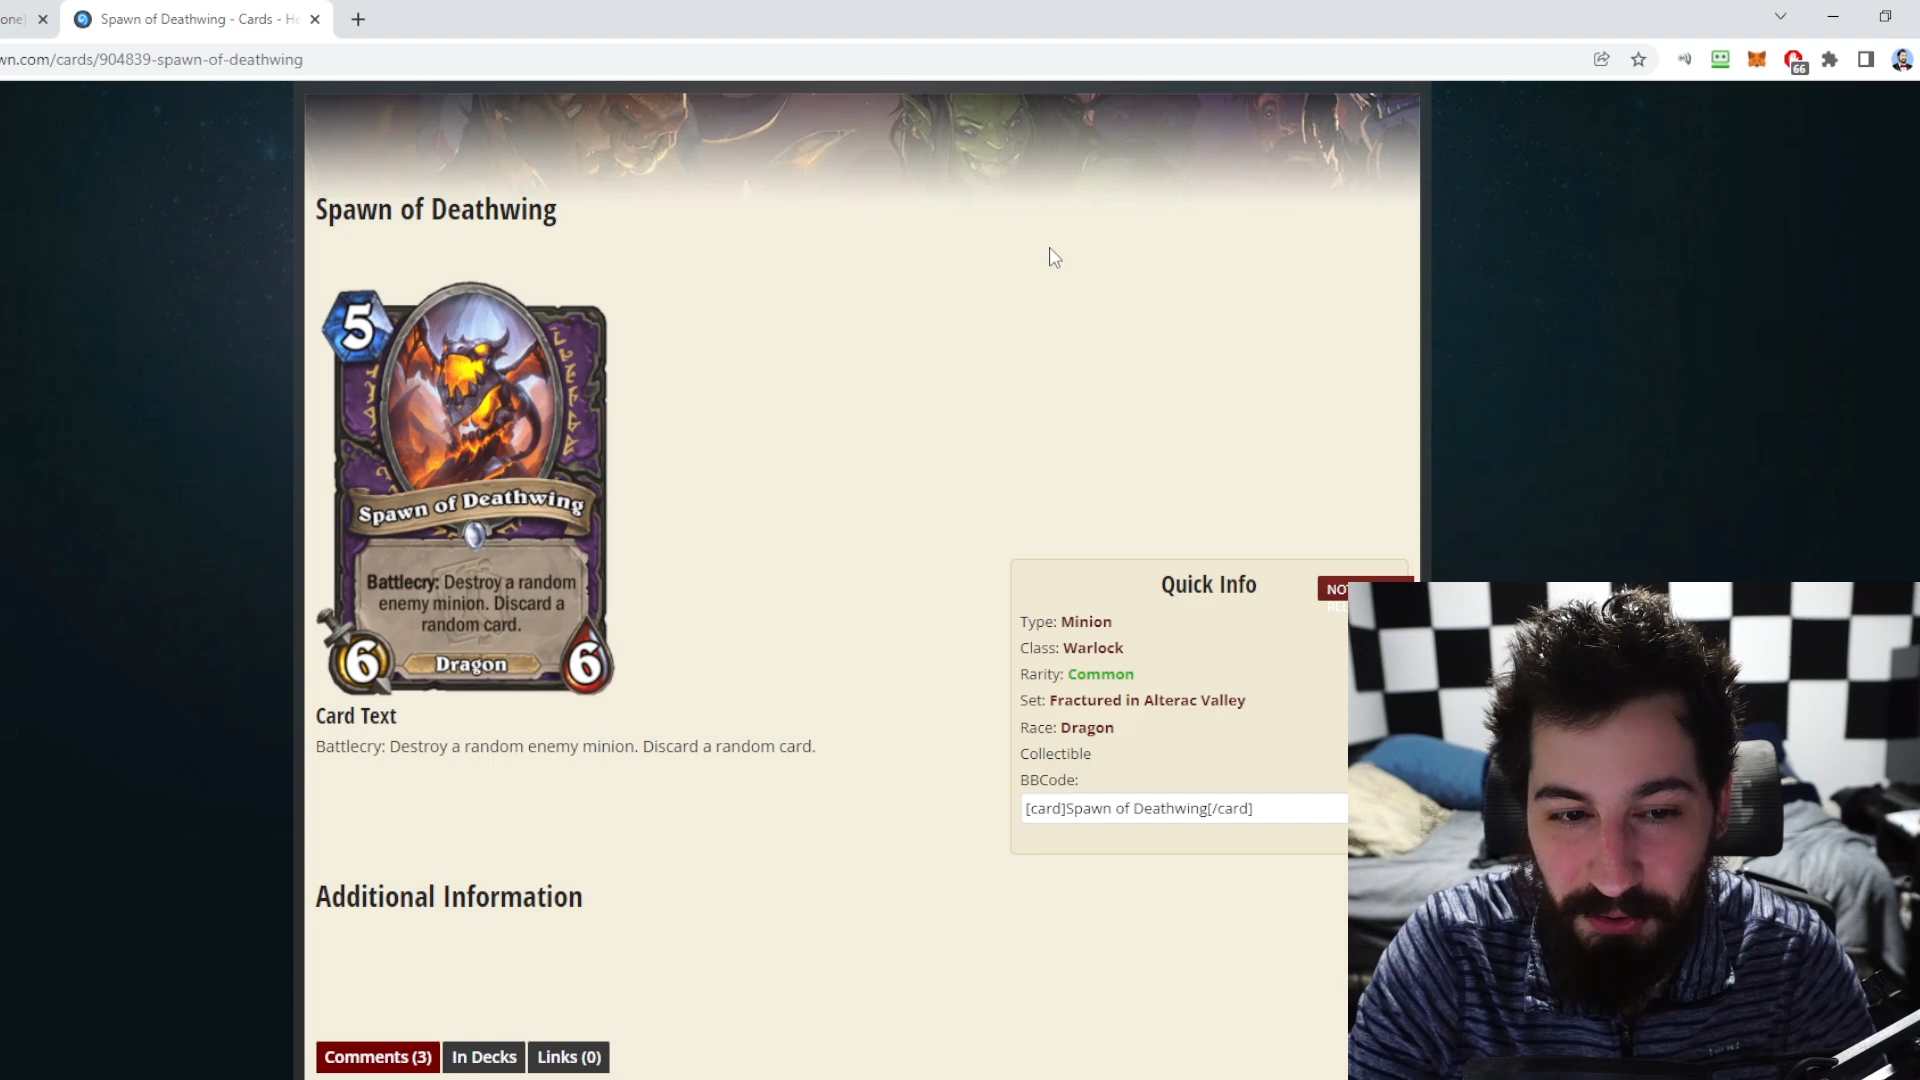 one)
Spawn of Deathwing - Cards - He
wn.com/cards/904839-spawn-of-deathwing
66
Spawn of Deathwing
5
Spawn of Deathwing
Battlecry: Destroy a random
enemy minion. Discard a
random card.
6
Dragon
6
Card Text
Battlecry: Destroy a random enemy minion. Discard a random card.
Quick Info
NOT
REL
Type: Minion
Class: Warlock
Rarity: Common
Set: Fractured in Alterac Valley
Race: Dragon
Collectible
BBCode:
[card]Spawn of Deathwing[/card]
Additional Information
Comments (3)
In Decks
Links (0)